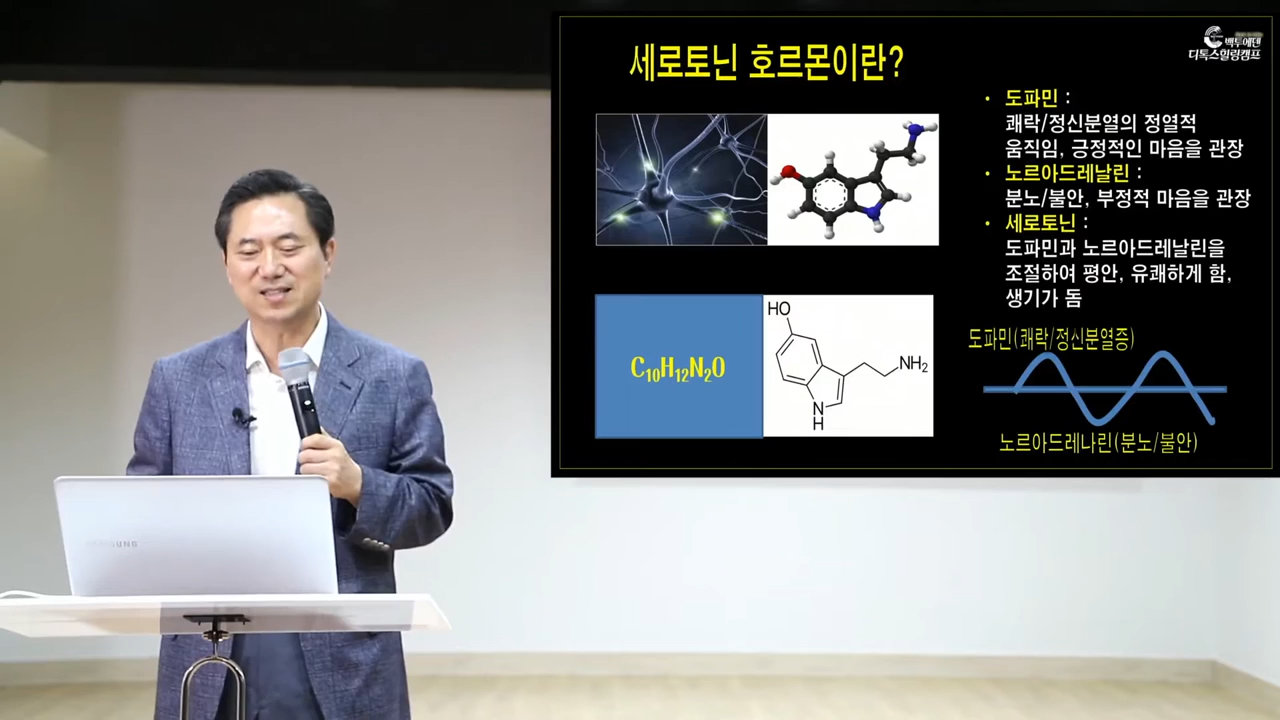 세로토닌 호르몬이란?
백투에덴
디톡스힐링캠프
• 도파민 :
쾌락/정신분열의 정열적
움직임, 긍정적인 마음을 관장
• 노르아드레날린 :
분노/불안, 부정적 마음을 관장
• 세로토닌 :
도파민과 노르아드레날린을
조절하여 평안, 유쾌하게 함,
생기가 돔
C₁₀H₁₂N₂O
HO
NH₂
N
H
도파민(쾌락/정신분열증)
노르아드레나린(분노/불안)
SAMSUNG